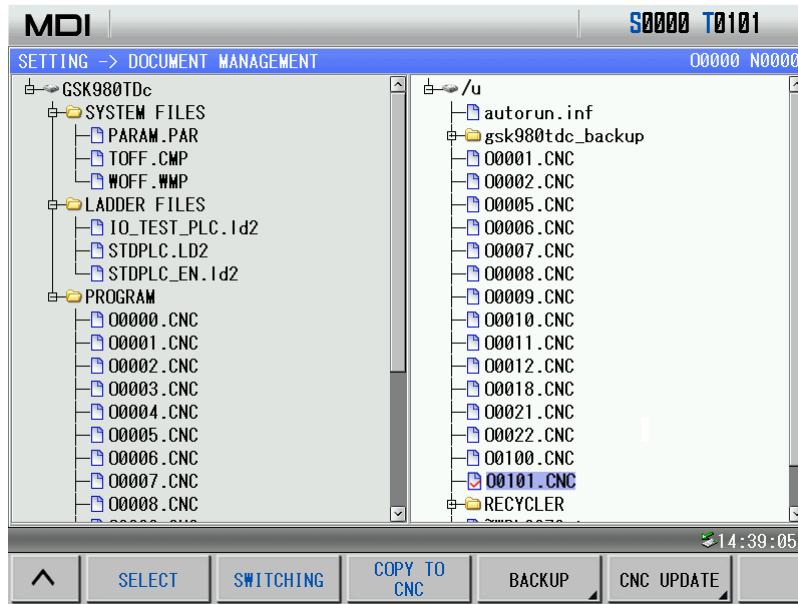 MDI
S0000 T0101
SETTING -> DOCUMENT MANAGEMENT
O0000 N0000
GSK980TDc
SYSTEM FILES
PARAM.PAR
TOFF.CMP
WOFF.WMP
LADDER FILES
IO_TEST_PLC.ld2
STDPLC.LD2
STDPLC_EN.ld2
PROGRAM
O0000.CNC
O0001.CNC
O0002.CNC
O0003.CNC
O0004.CNC
O0005.CNC
O0006.CNC
O0007.CNC
O0008.CNC
/u
autorun.inf
gsk980tdc_backup
O0001.CNC
O0002.CNC
O0005.CNC
O0006.CNC
O0007.CNC
O0008.CNC
O0009.CNC
O0010.CNC
O0011.CNC
O0012.CNC
O0018.CNC
O0021.CNC
O0022.CNC
O0100.CNC
O0101.CNC
RECYCLER
14:39:05
SELECT
SWITCHING
COPY TO
CNC
BACKUP
CNC UPDATE